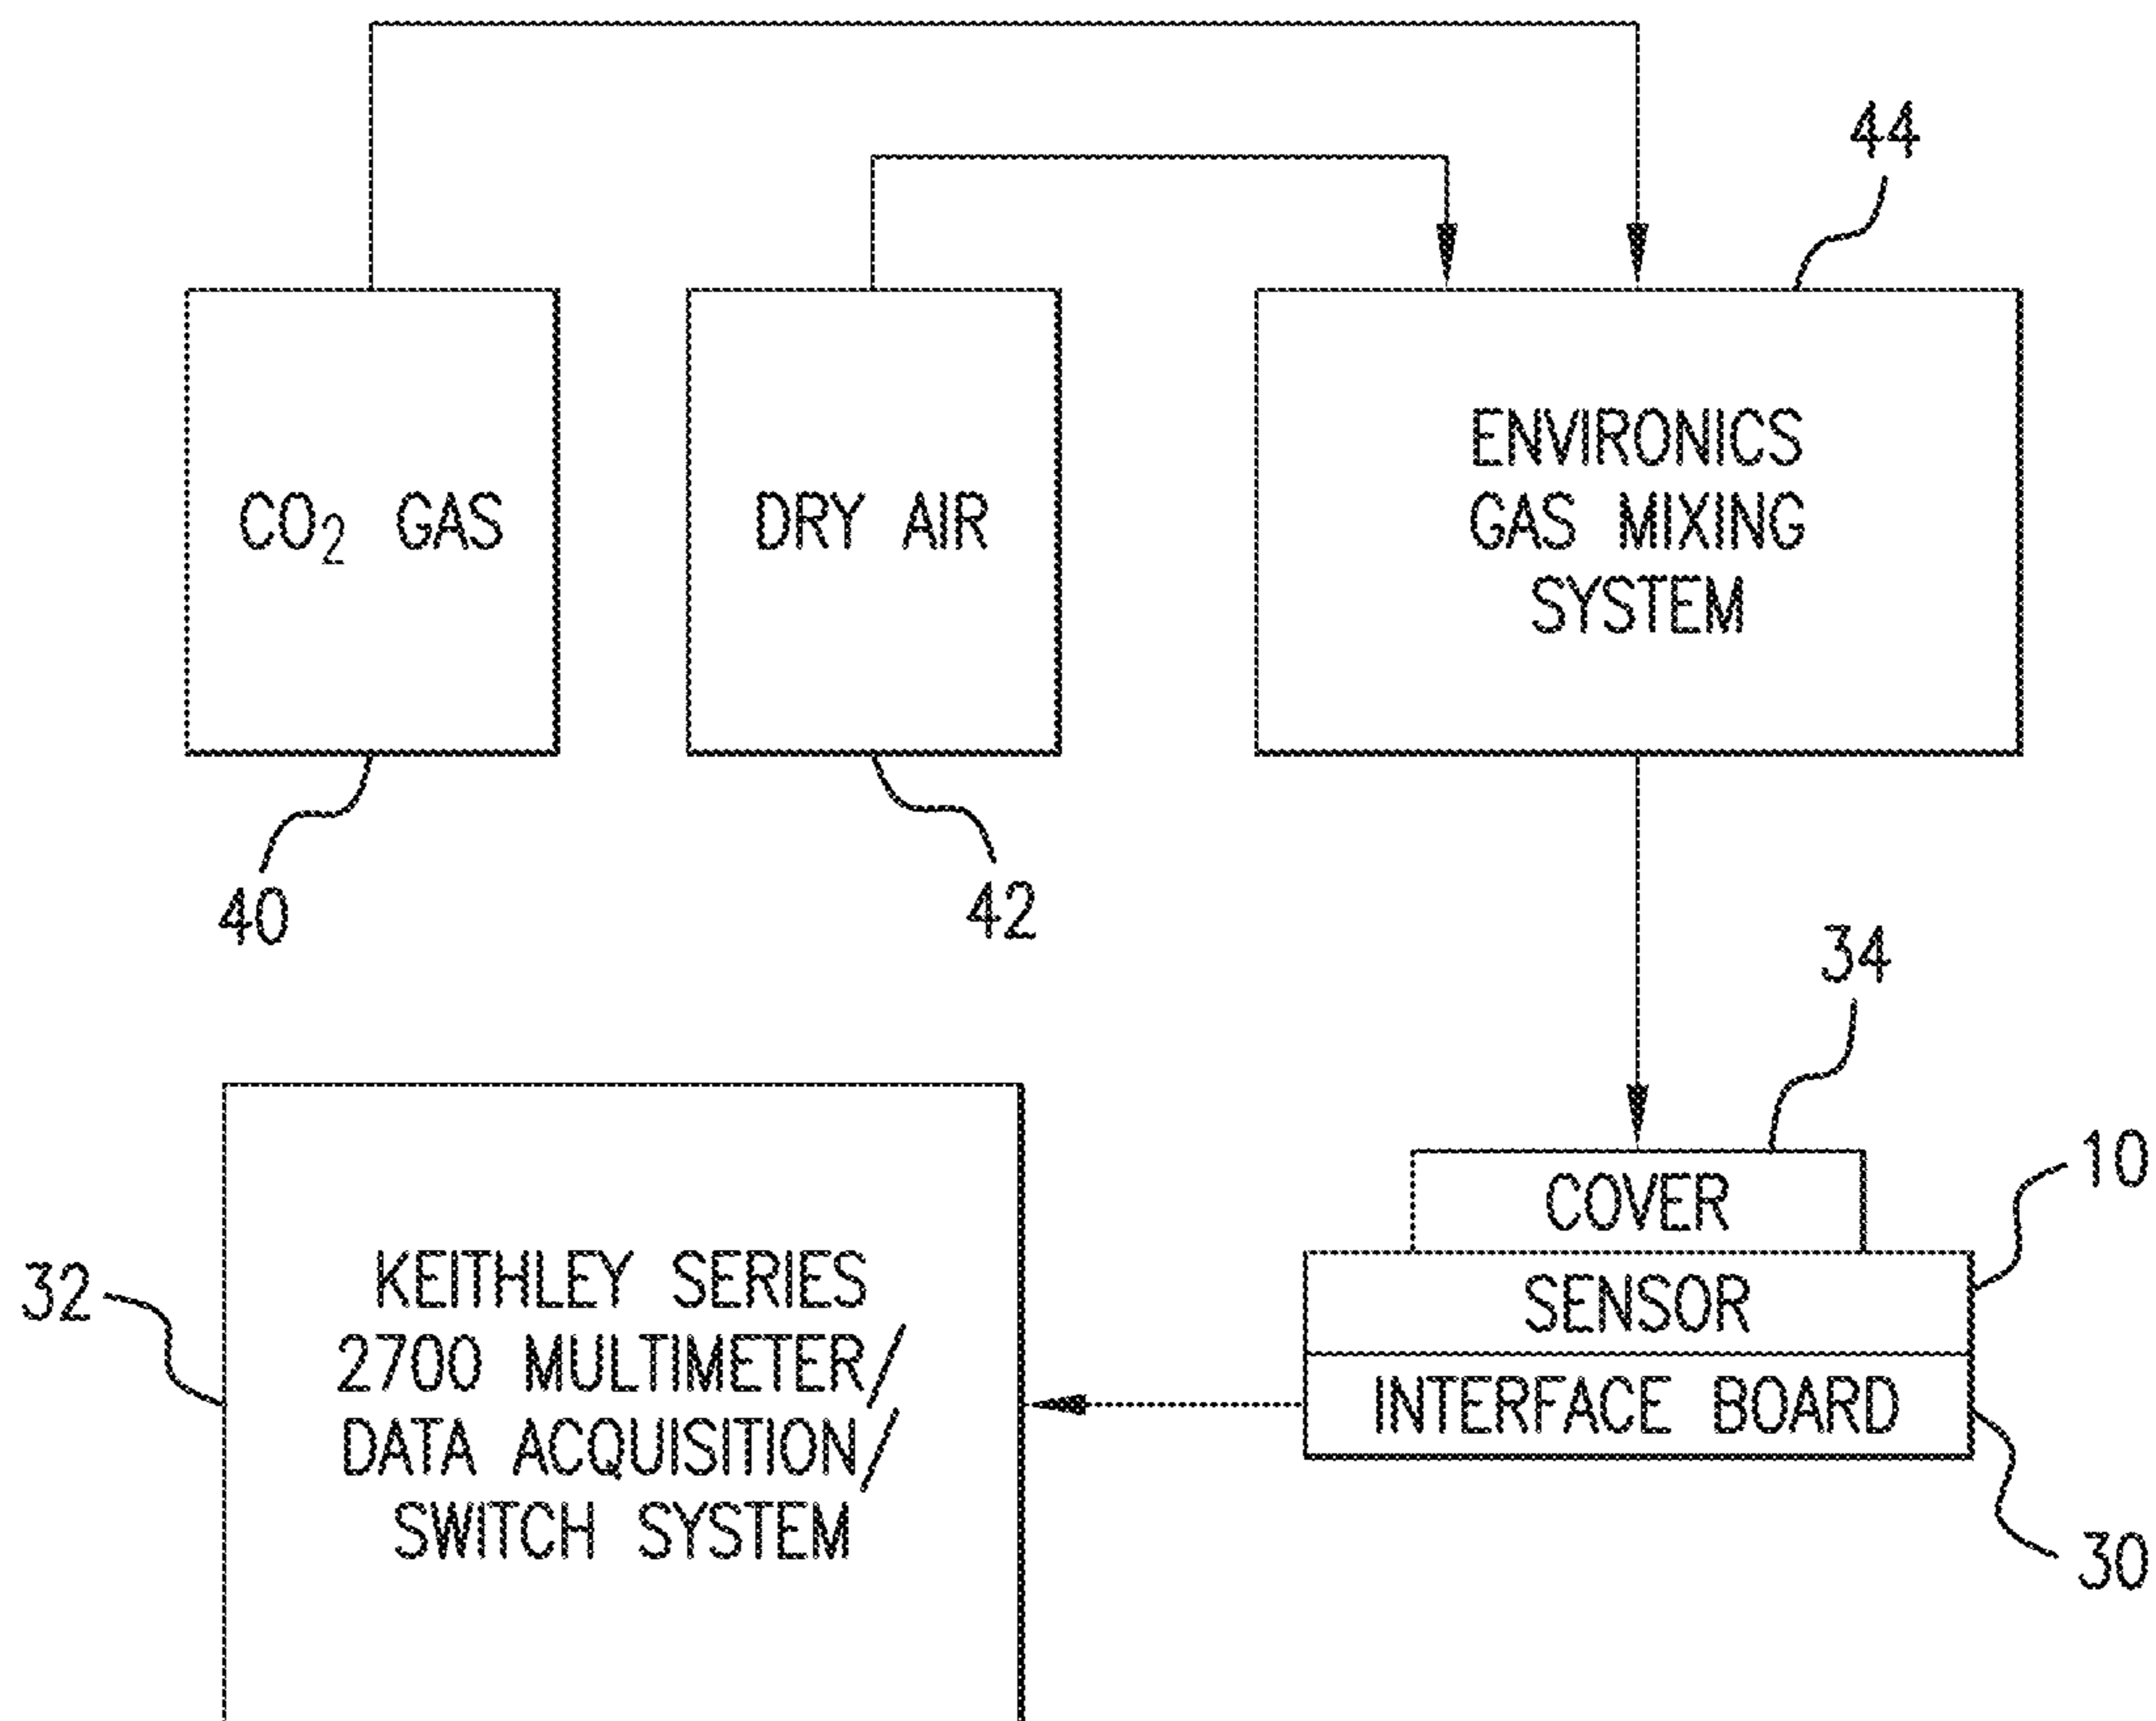 44
CO₂ GAS
DRY AIR
ENVIRONICS
GAS MIXING
SYSTEM
40
42
34
COVER
10
SENSOR
INTERFACE BOARD
30
32
KEITHLEY SERIES
2700 MULTIMETER/
DATA ACQUISITION/
SWITCH SYSTEM